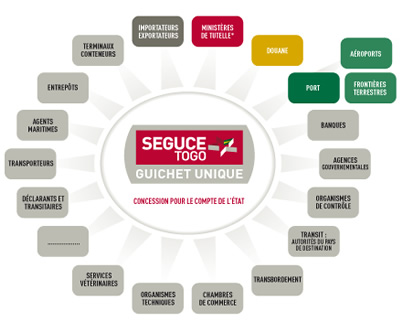 IMPORTATEURS
EXPORTATEURS
MINISTÈRES
DE TUTELLE*
DOUANE
AÉROPORTS
PORT
FRONTIÈRES
TERRESTRES
BANQUES
AGENCES
GOUVERNEMENTALES
ORGANISMES
DE CONTRÔLE
TRANSIT :
AUTORITÉS DU PAYS
DE DESTINATION
TRANSBORDEMENT
CHAMBRES
DE COMMERCE
ORGANISMES
TECHNIQUES
SERVICES
VÉTÉRINAIRES
....................
DÉCLARANTS ET
TRANSITAIRES
TRANSPORTEURS
AGENTS
MARITIMES
ENTREPÔTS
TERMINAUX
CONTENEURS
SEGUCE
TOGO
GUICHET UNIQUE
CONCESSION POUR LE COMPTE DE L'ÉTAT